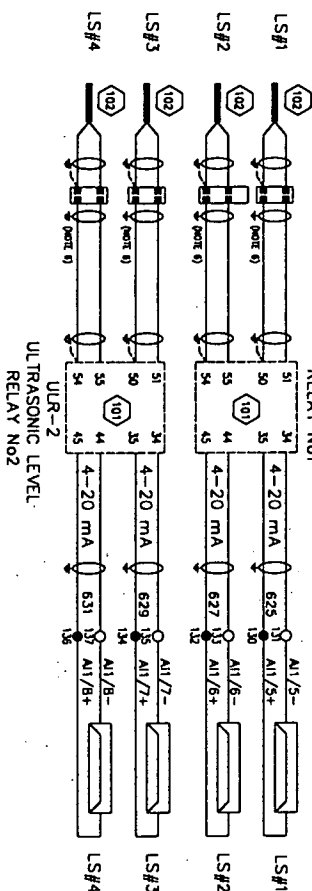 LS#1
102
(NOTE 6)
51
50
34
35
4-20 mA
625
131
130
AI1/5-
AI1/5+
LS#1
LS#2
102
55
54
44
45
101
4-20 mA
627
133
132
AI1/6-
AI1/6+
LS#2
LS#3
102
(NOTE 6)
51
50
34
35
4-20 mA
629
135
134
AI1/7-
AI1/7+
LS#3
LS#4
102
(NOTE 6)
55
54
44
45
101
4-20 mA
631
137
136
AI1/8-
AI1/8+
LS#4
ULR-2
ULTRASONIC LEVEL
RELAY No2